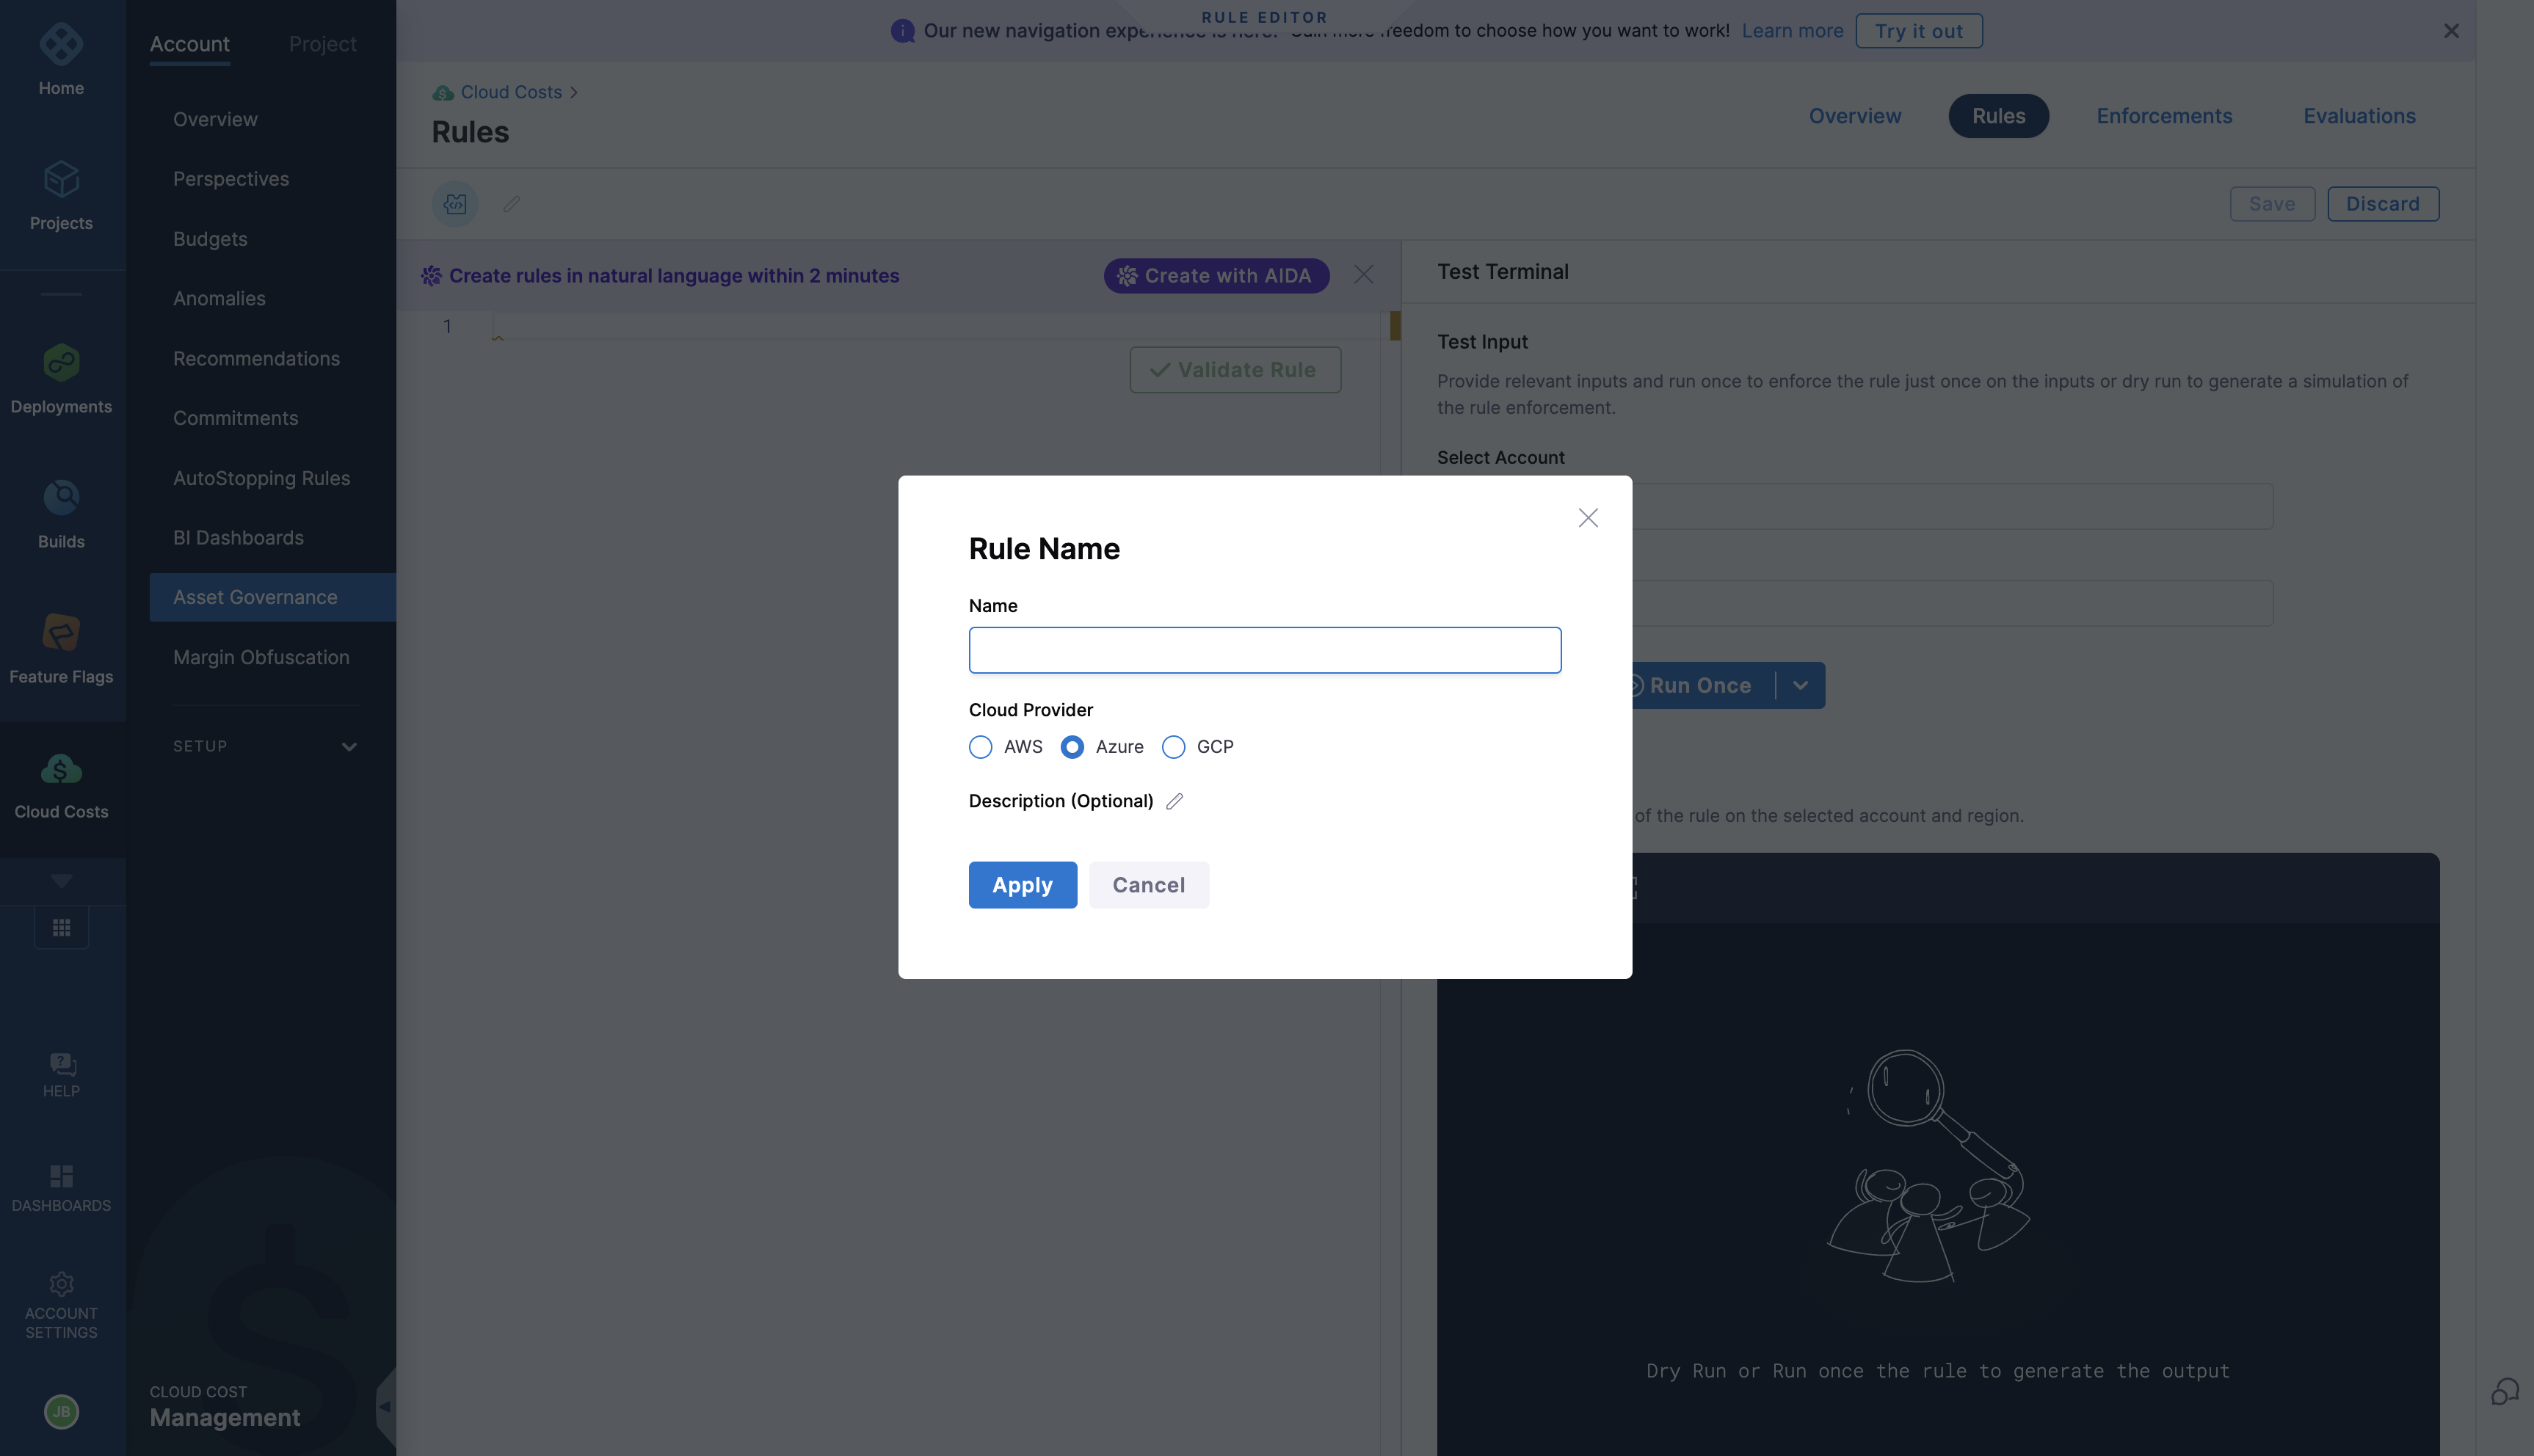 RULE EDITOR
Our new navigation experience is here! Gain more freedom to choose how you want to work! Learn more Try it out
Home
Projects
Deployments
Builds
Feature Flags
Cloud Costs
HELP
DASHBOARDS
ACCOUNT
SETTINGS
JB
Account Project
Overview
Perspectives
Budgets
Anomalies
Recommendations
Commitments
AutoStopping Rules
BI Dashboards
Asset Governance
Margin Obfuscation
SETUP
CLOUD COST
Management
Cloud Costs >
Rules
Overview Rules Enforcements Evaluations
Save Discard
Create rules in natural language within 2 minutes Create with AIDA
1
Validate Rule
Test Terminal
Test Input
Provide relevant inputs and run once to enforce the rule just once on the inputs or dry run to generate a simulation of
the rule enforcement.
Select Account
Run Once
of the rule on the selected account and region.
Dry Run or Run once the rule to generate the output
Rule Name
Name
Cloud Provider
AWS Azure GCP
Description (Optional)
Apply Cancel